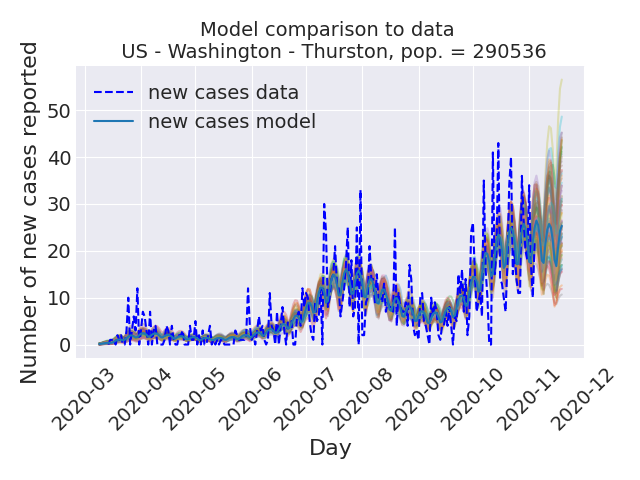 Model comparison to data
US - Washington - Thurston, pop. = 290536
Number of new cases reported
new cases data
new cases model
50
40
30
20
10
0
2020-03
2020-04
2020-05
2020-06
2020-07
2020-08
2020-09
2020-10
2020-11
2020-12
Day